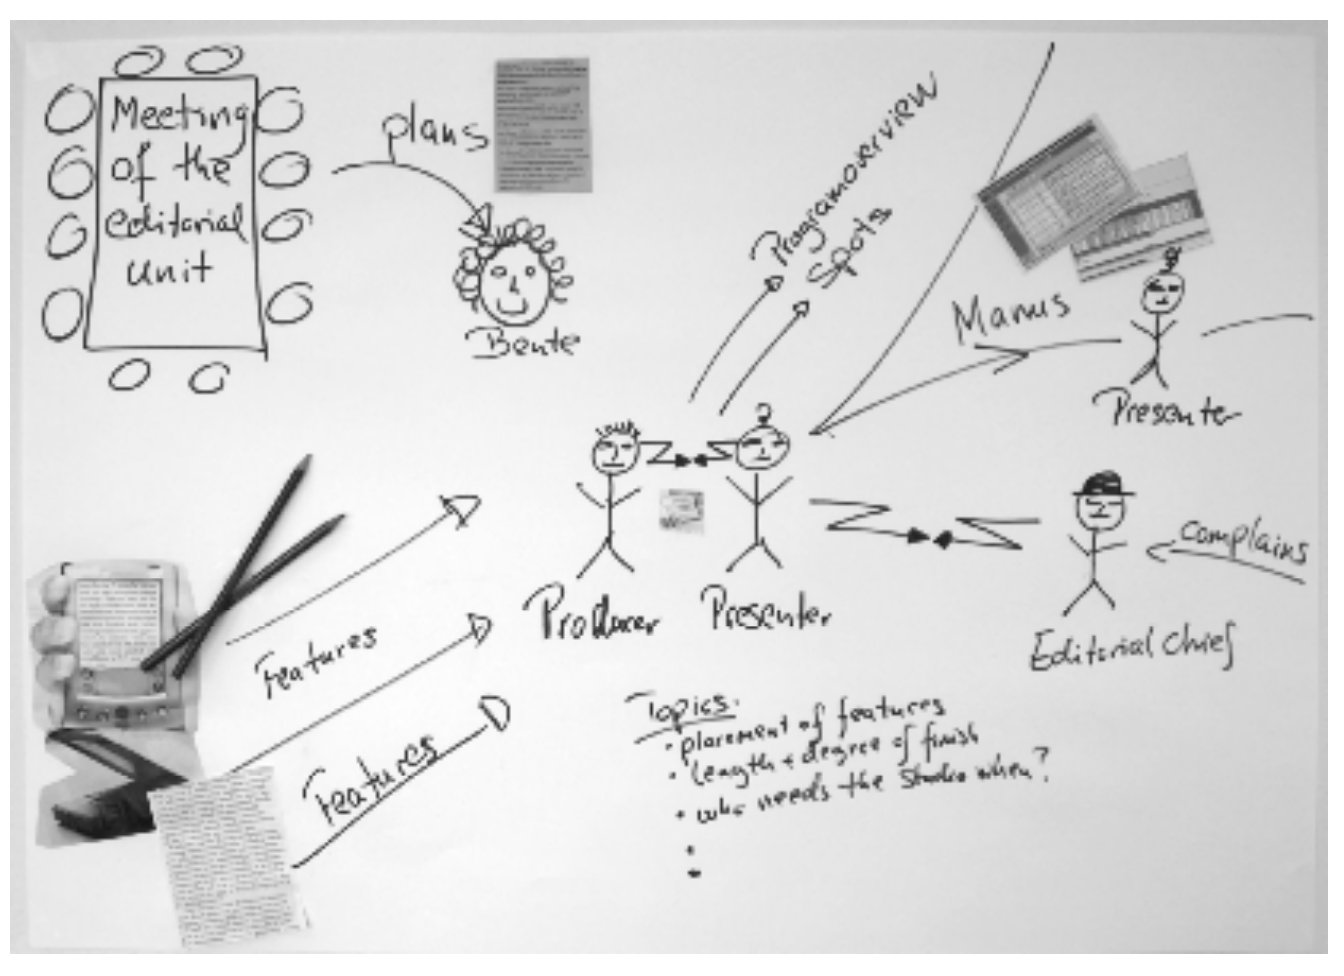 Meeting
of the
editorial
unit
plans
Bente
Programoverview
Spots
Manus
Presenter
Producer
Presenter
complains
Editorial Chief
Features
Features
Topics:
• placement of features
• length + degree of finish
• who needs the Studio when?
•
•